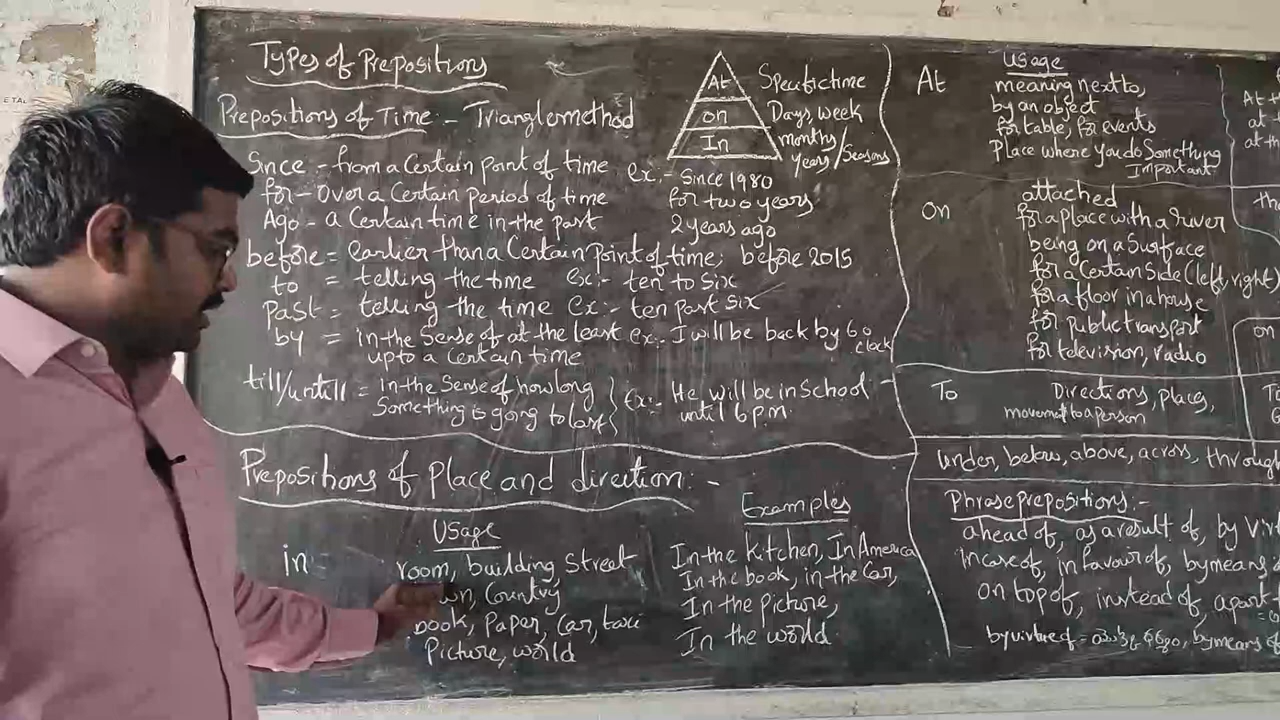 ETAL
Types of Prepositions
Prepositions of Time :- Triangle method
At Specific time
on Days, week
In months/
years/Seasons
Since - from a Certain point of time ex:- Since 1980
for - Over a Certain period of time for two years
Ago - a Certain time in the past 2 years ago
before = earlier than a Certain Point of time, before 2015
to = telling the time ex:- ten to Six
Past = telling the time Ex:- ten past six
by = in the Sense of at the least ex:- I will be back by 6 o
clock
upto a Certain time
till/untill = in the Sense of how long Ex:- He will be in School
Something is going to last until 6 p.m.
Prepositions of Place and direction :-
Usage Examples
in = room, building, Street In the Kitchen, In America
wn, Country In the book, in the Car,
book, Paper, Car, taxi In the picture,
Picture, world In the world
Usage
At meaning next to,
by an object
for table, for events
Place where you do Something
Important
At
at
at th
On attached
for a place with a river
being on a Surface
for a Certain Side (left, right)
for a floor in a house
for public transport
for television, radio
th
on
To Directions, places,
movement to a person
To
under, below, above, across, throug
Phrase prepositions :-
ahead of, as a result of, by Vir
in case of, in favour of, by means
on top of, instead of, apart
by virtue of = by means of